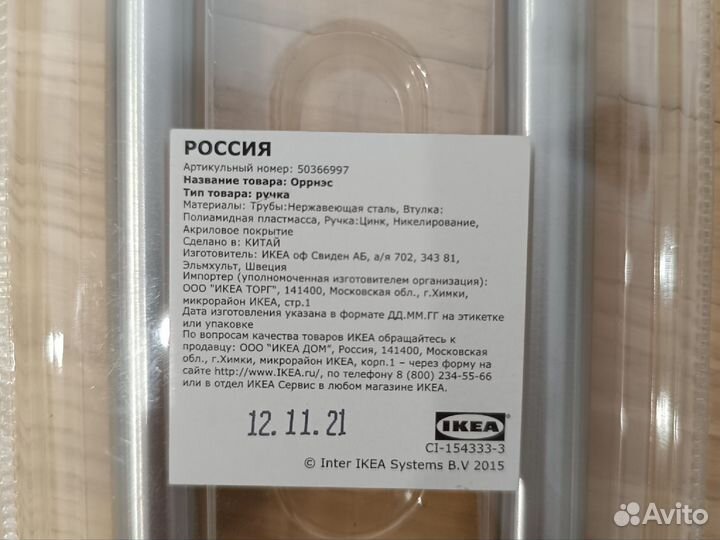 РОССИЯ
Артикульный номер: 50366997
Название товара: Оррнэс
Тип товара: ручка
Материалы: Трубы:Нержавеющая сталь, Втулка:
Полиамидная пластмасса, Ручка:Цинк, Никелирование,
Акриловое покрытие
Сделано в: КИТАЙ
Изготовитель: ИКЕА оф Свиден АБ, а/я 702, 343 81,
Эльмхульт, Швеция
Импортер (уполномоченная изготовителем организация):
ООО "ИКЕА ТОРГ", 141400, Московская обл., г.Химки,
микрорайон ИКЕА, стр.1
Дата изготовления указана в формате ДД.ММ.ГГ на этикетке
или упаковке
По вопросам качества товаров ИКЕА обращайтесь к
продавцу: ООО "ИКЕА ДОМ", Россия, 141400, Московская
обл., г.Химки, микрорайон ИКЕА, корп.1 – через форму на
сайте http://www.IKEA.ru/, по телефону 8 (800) 234-55-66
или в отдел ИКЕА Сервис в любом магазине ИКЕА.
12.11.21
IKEA
CI-154333-3
© Inter IKEA Systems B.V 2015
Avito